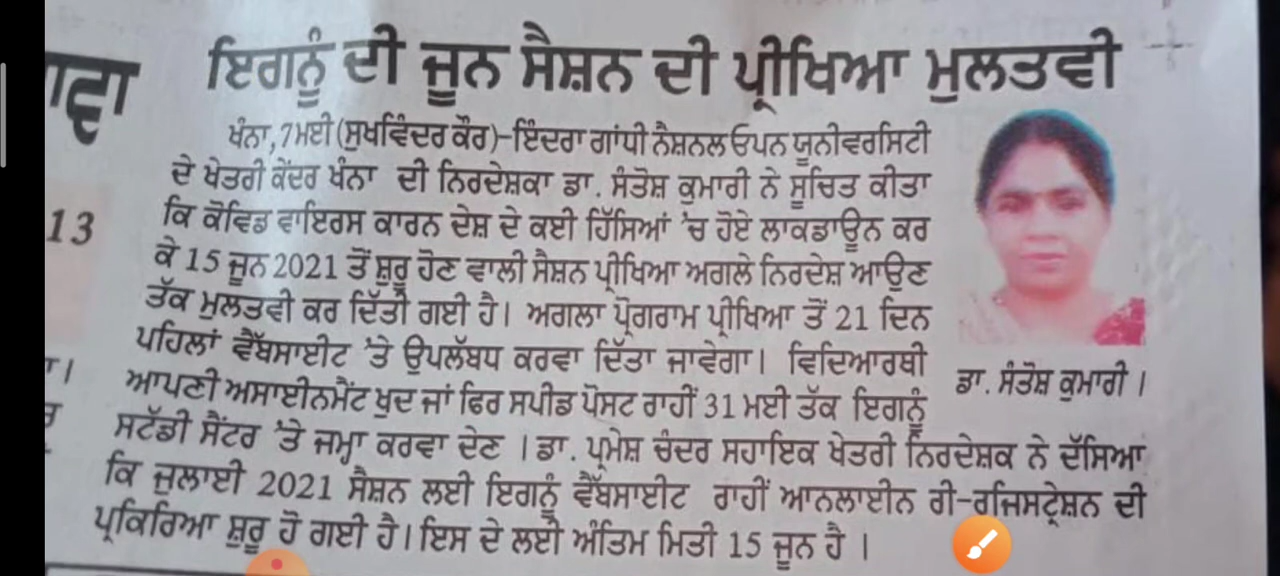 ਇਗਨੂੰ ਦੀ ਜੂਨ ਸੈਸ਼ਨ ਦੀ ਪ੍ਰੀਖਿਆ ਮੁਲਤਵੀ
ਖੰਨਾ,7ਮਈ (ਸੁਖਵਿੰਦਰ ਕੌਰ)-ਇੰਦਰਾ ਗਾਂਧੀ ਨੈਸ਼ਨਲ ਓਪਨ ਯੂਨੀਵਰਸਿਟੀ
ਦੇ ਖੇਤਰੀ ਕੇਂਦਰ ਖੰਨਾ ਦੀ ਨਿਰਦੇਸ਼ਕਾ ਡਾ. ਸੰਤੋਸ਼ ਕੁਮਾਰੀ ਨੇ ਸੂਚਿਤ ਕੀਤਾ
ਕਿ ਕੋਵਿਡ ਵਾਇਰਸ ਕਾਰਨ ਦੇਸ਼ ਦੇ ਕਈ ਹਿੱਸਿਆਂ 'ਚ ਹੋਏ ਲਾਕਡਾਊਨ ਕਰ
ਕੇ 15 ਜੂਨ 2021 ਤੋਂ ਸ਼ੁਰੂ ਹੋਣ ਵਾਲੀ ਸੈਸ਼ਨ ਪ੍ਰੀਖਿਆ ਅਗਲੇ ਨਿਰਦੇਸ਼ ਆਉਣ
ਤੱਕ ਮੁਲਤਵੀ ਕਰ ਦਿੱਤੀ ਗਈ ਹੈ। ਅਗਲਾ ਪ੍ਰੋਗਰਾਮ ਪ੍ਰੀਖਿਆ ਤੋਂ 21 ਦਿਨ
ਪਹਿਲਾਂ ਵੈੱਬਸਾਈਟ 'ਤੇ ਉਪਲੱਬਧ ਕਰਵਾ ਦਿੱਤਾ ਜਾਵੇਗਾ। ਵਿਦਿਆਰਥੀ
ਆਪਣੀ ਅਸਾਈਨਮੈਂਟ ਖੁਦ ਜਾਂ ਫਿਰ ਸਪੀਡ ਪੋਸਟ ਰਾਹੀਂ 31 ਮਈ ਤੱਕ ਇਗਨੂੰ
ਸਟੱਡੀ ਸੈਂਟਰ 'ਤੇ ਜਮ੍ਹਾ ਕਰਵਾ ਦੇਣ । ਡਾ. ਪ੍ਰਮੇਸ਼ ਚੰਦਰ ਸਹਾਇਕ ਖੇਤਰੀ ਨਿਰਦੇਸ਼ਕ ਨੇ ਦੱਸਿਆ
ਕਿ ਜੁਲਾਈ 2021 ਸੈਸ਼ਨ ਲਈ ਇਗਨੂੰ ਵੈੱਬਸਾਈਟ ਰਾਹੀਂ ਆਨਲਾਈਨ ਰੀ-ਰਜਿਸਟ੍ਰੇਸ਼ਨ ਦੀ
ਪ੍ਰਕਿਰਿਆ ਸ਼ੁਰੂ ਹੋ ਗਈ ਹੈ। ਇਸ ਦੇ ਲਈ ਅੰਤਿਮ ਮਿਤੀ 15 ਜੂਨ ਹੈ ।
ਡਾ. ਸੰਤੋਸ਼ ਕੁਮਾਰੀ ।
13